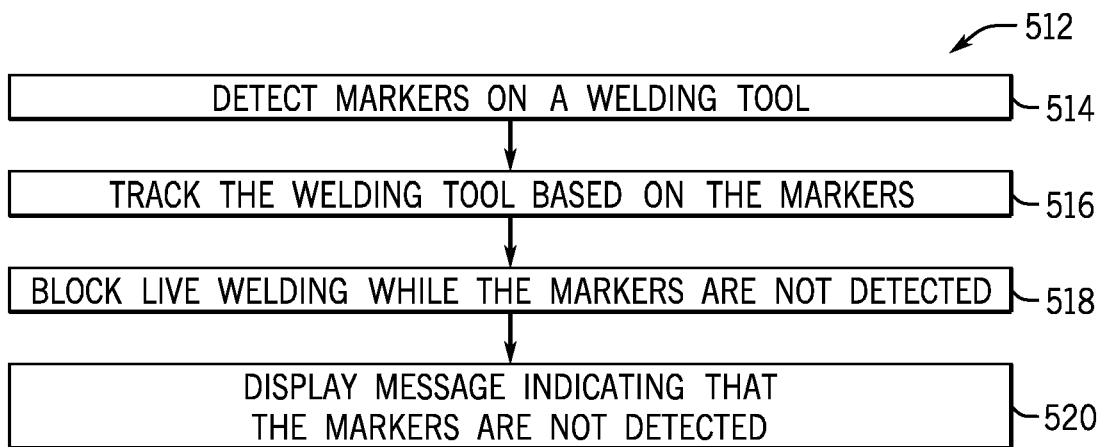 512
DETECT MARKERS ON A WELDING TOOL
514
TRACK THE WELDING TOOL BASED ON THE MARKERS
516
BLOCK LIVE WELDING WHILE THE MARKERS ARE NOT DETECTED
518
DISPLAY MESSAGE INDICATING THAT
THE MARKERS ARE NOT DETECTED
520